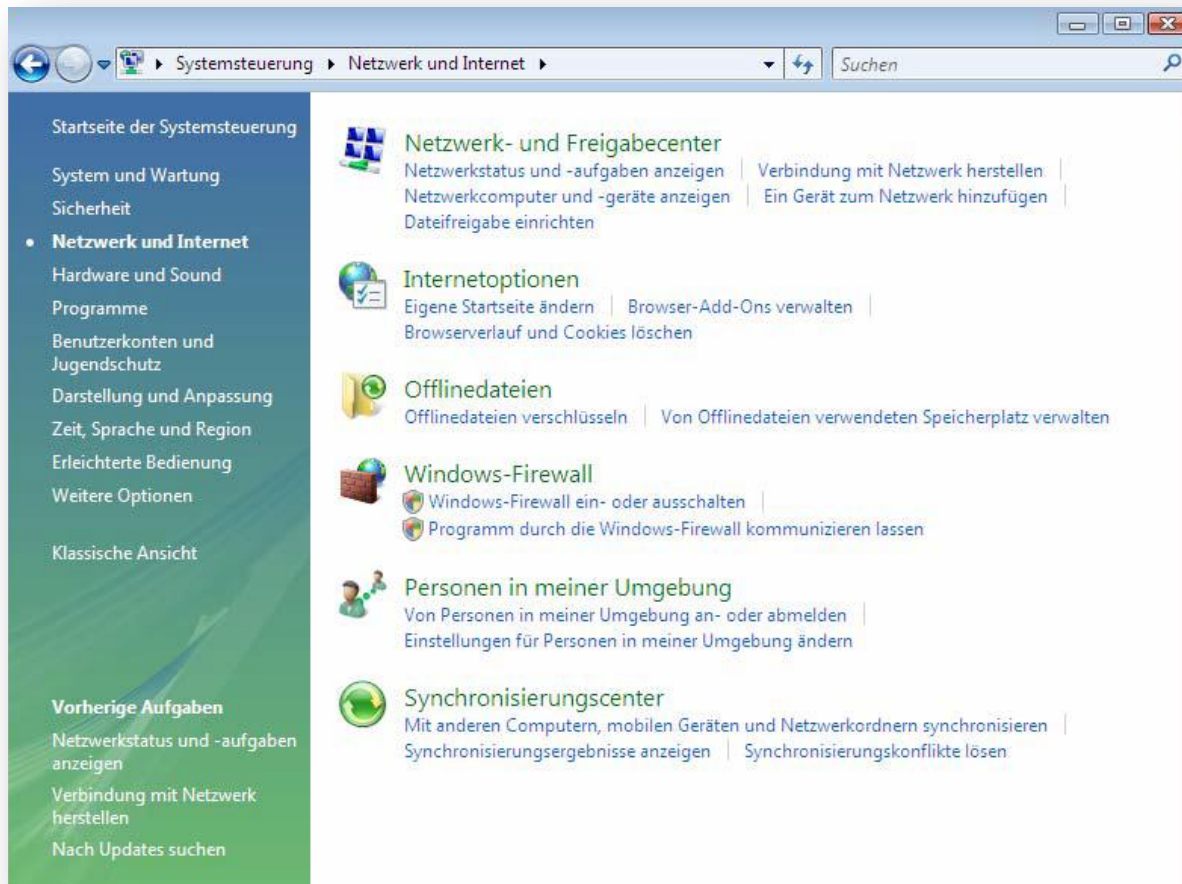 Systemsteuerung Netzwerk und Internet Suchen
Startseite der Systemsteuerung
System und Wartung
Sicherheit
Netzwerk und Internet
Hardware und Sound
Programme
Benutzerkonten und
Jugendschutz
Darstellung und Anpassung
Zeit, Sprache und Region
Erleichterte Bedienung
Weitere Optionen
Klassische Ansicht
Vorherige Aufgaben
Netzwerkstatus und -aufgaben
anzeigen
Verbindung mit Netzwerk
herstellen
Nach Updates suchen
Netzwerk- und Freigabecenter
Netzwerkstatus und -aufgaben anzeigen Verbindung mit Netzwerk herstellen
Netzwerkcomputer und -geräte anzeigen Ein Gerät zum Netzwerk hinzufügen
Dateifreigabe einrichten
Internetoptionen
Eigene Startseite ändern Browser-Add-Ons verwalten
Browserverlauf und Cookies löschen
Offlinedateien
Offlinedateien verschlüsseln Von Offlinedateien verwendeten Speicherplatz verwalten
Windows-Firewall
Windows-Firewall ein- oder ausschalten
Programm durch die Windows-Firewall kommunizieren lassen
Personen in meiner Umgebung
Von Personen in meiner Umgebung an- oder abmelden
Einstellungen für Personen in meiner Umgebung ändern
Synchronisierungscenter
Mit anderen Computern, mobilen Geräten und Netzwerkordnern synchronisieren
Synchronisierungsergebnisse anzeigen Synchronisierungskonflikte lösen